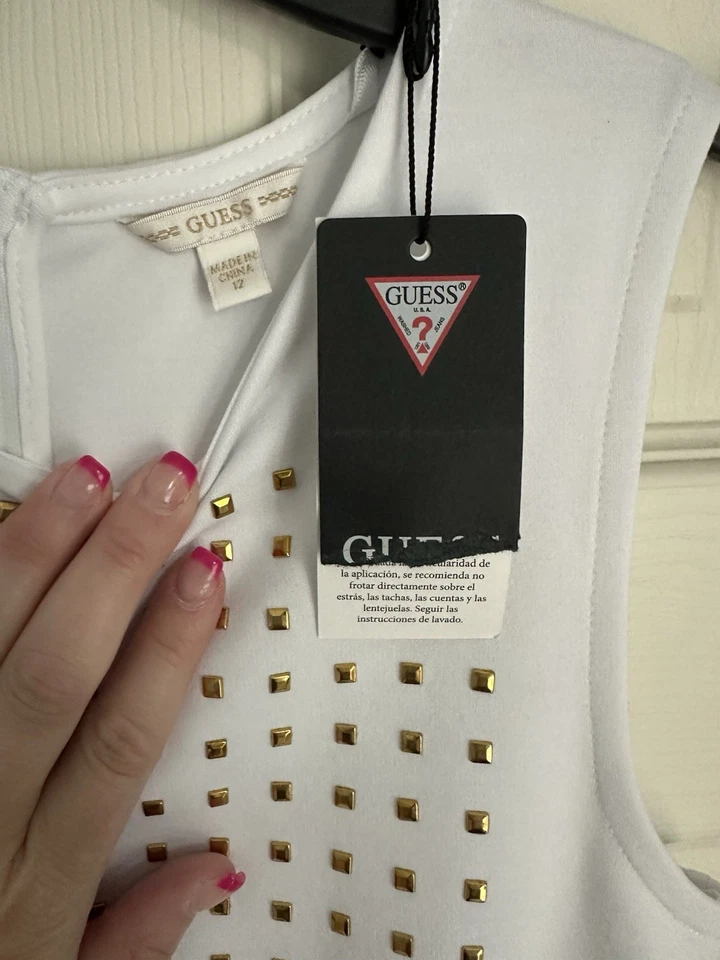 GUESS
MADE IN
CHINA
12
GUESS®
U.S.A.
?
la aplicación, se recomienda no
frotar directamente sobre el
estrás, las tachas, las cuentas y las
lentejuelas. Seguir las
instrucciones de lavado.